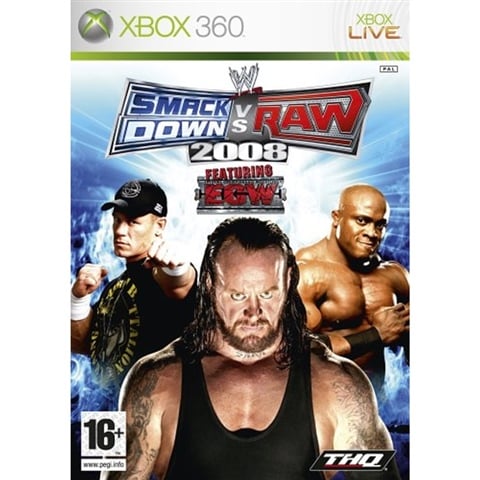 XBOX 360
XBOX
LIVE
PAL
W
SMACK
DOWN
VS
RAW
2008
FEATURING
ECW
16+
www.pegi.info
THQ